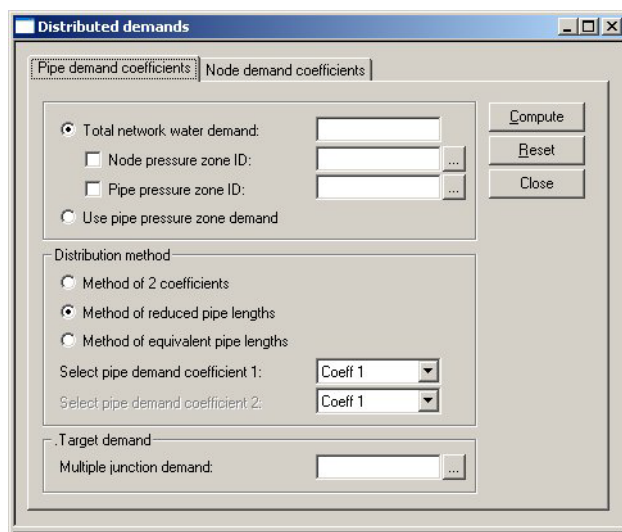 Distributed demands
Pipe demand coefficients Node demand coefficients
Total network water demand:
Compute
Node pressure zone ID: ...
Reset
Pipe pressure zone ID: ...
Close
Use pipe pressure zone demand
Distribution method
Method of 2 coefficients
Method of reduced pipe lengths
Method of equivalent pipe lengths
Select pipe demand coefficient 1: Coeff 1
Select pipe demand coefficient 2: Coeff 1
.Target demand
Multiple junction demand: ...